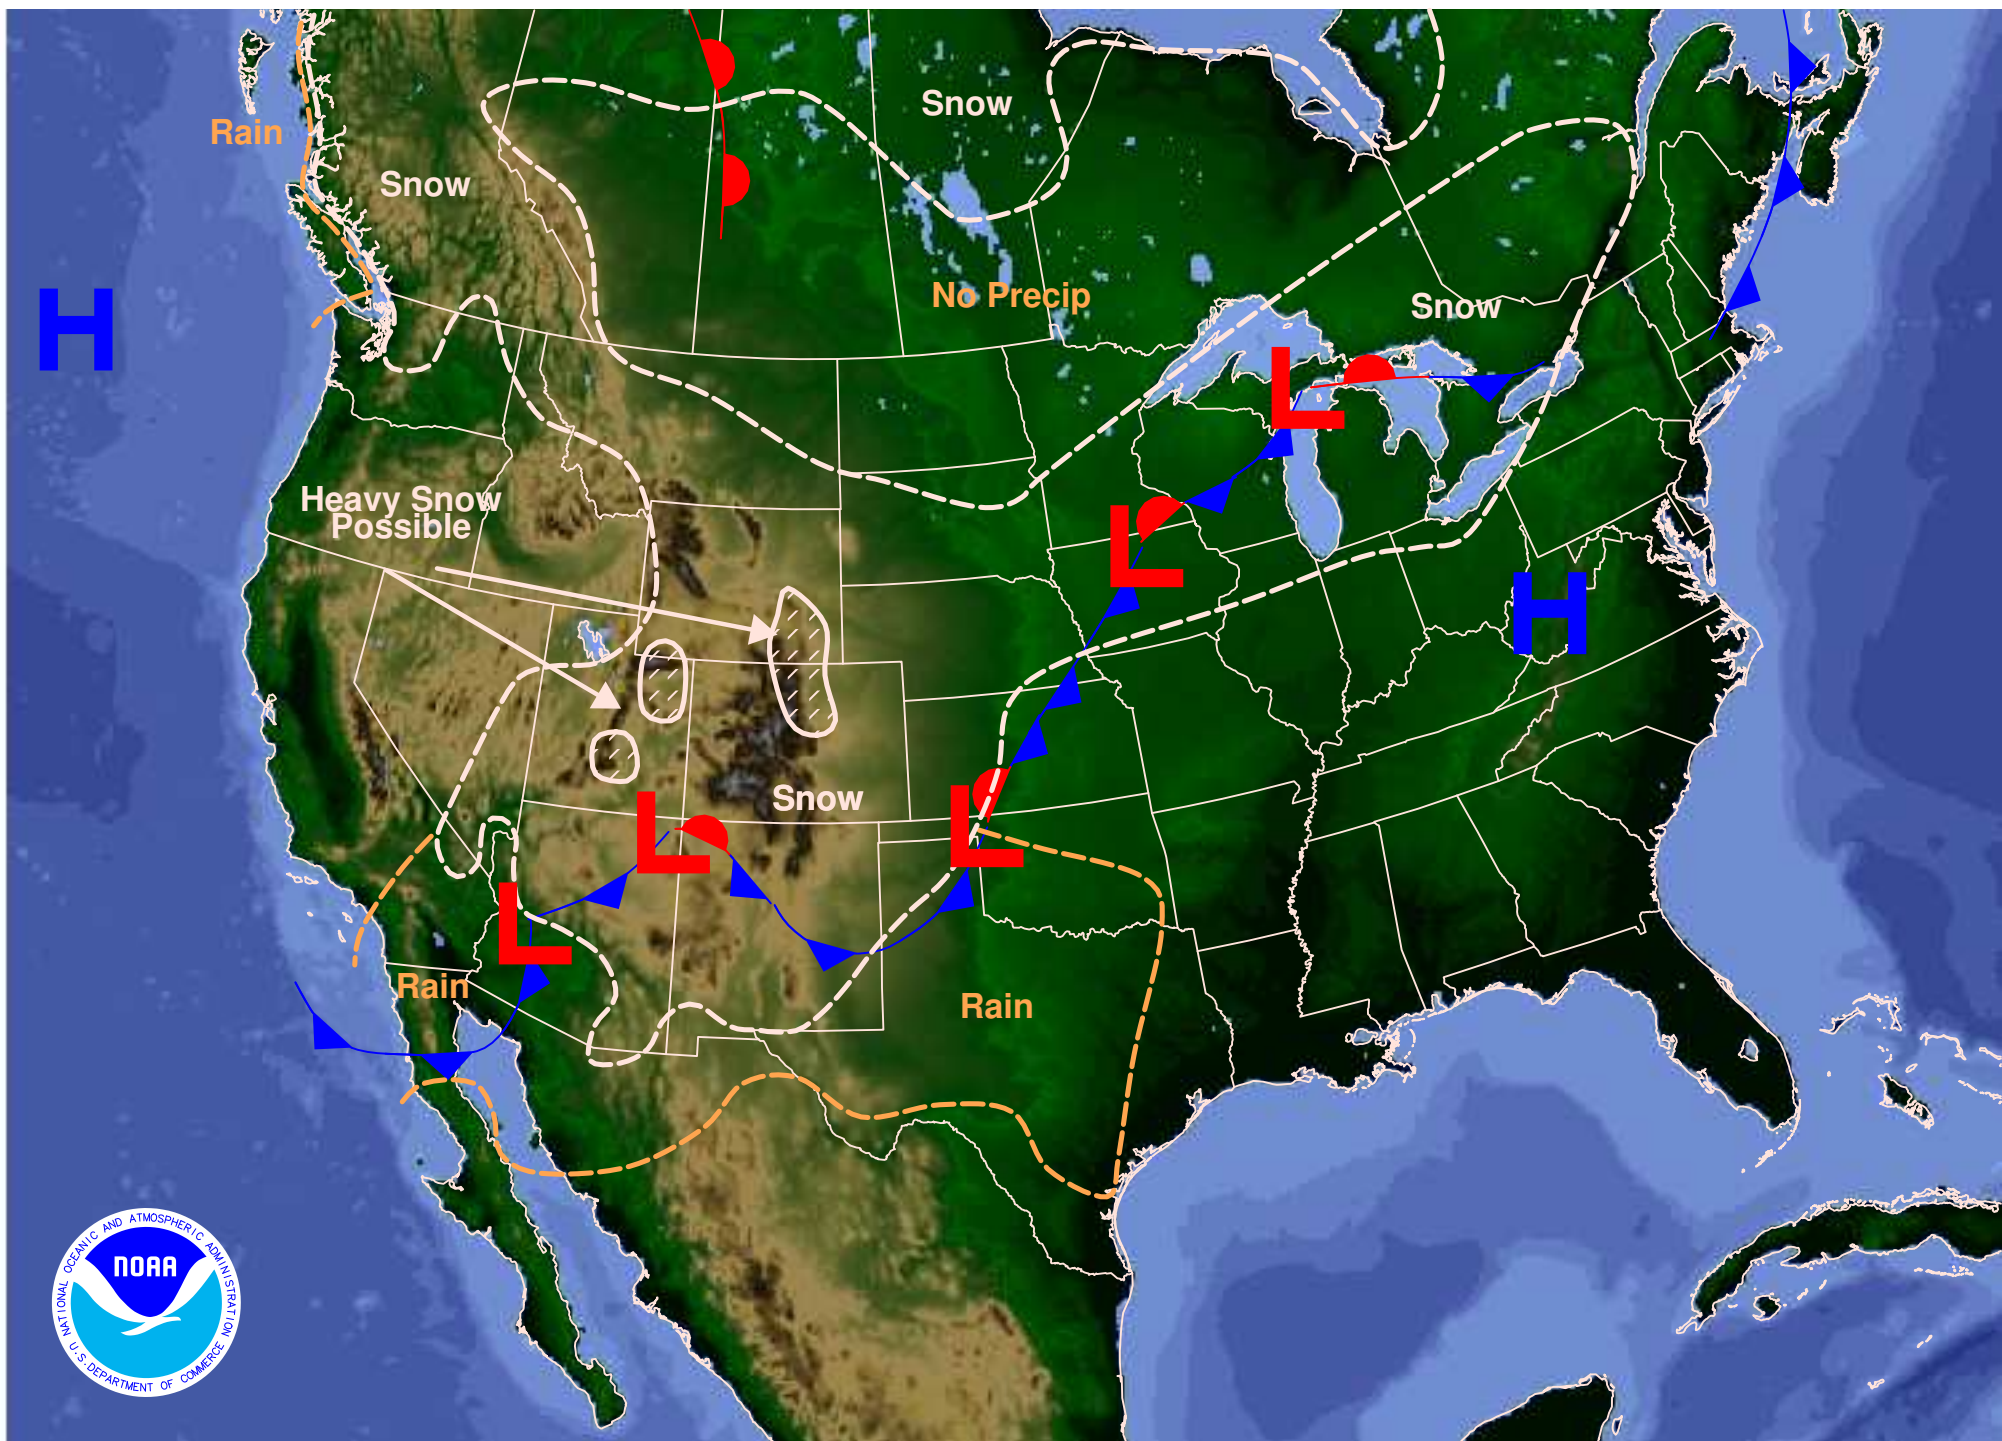 Snow
Rain
Snow
H
No Precip
Snow
L
Heavy Snow
Possible
L
H
Snow
L
L
L
Rain
Rain
NATIONAL OCEANIC AND ATMOSPHERIC ADMINISTRATION
NOAA
U.S. DEPARTMENT OF COMMERCE